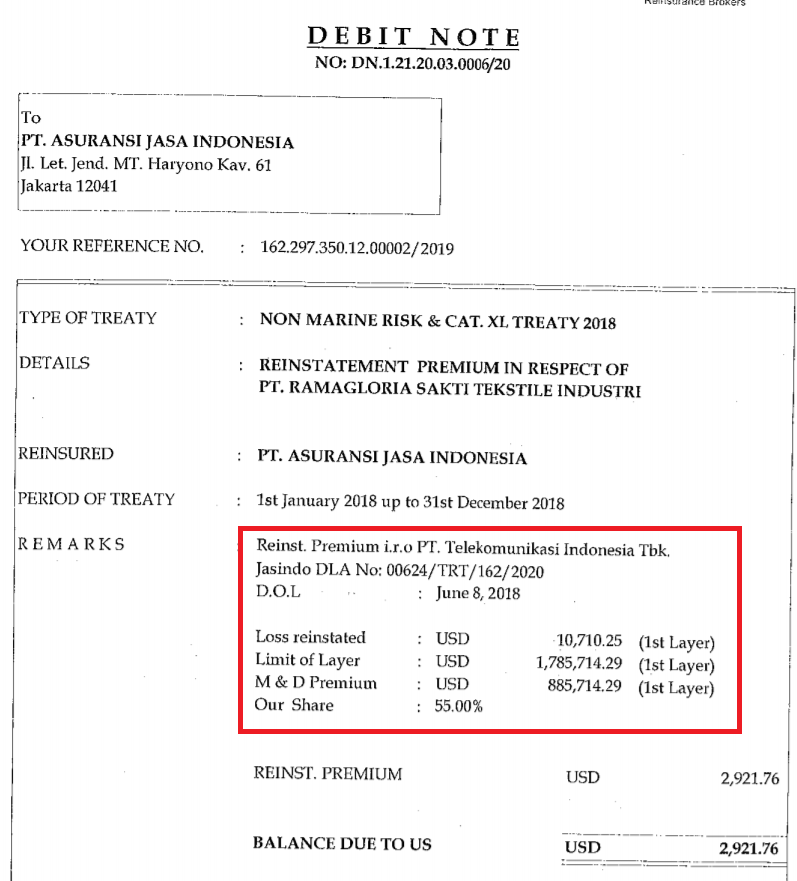 Reinsurance Brokers
DEBIT NOTE
NO: DN.1.21.20.03.0006/20
To
PT. ASURANSI JASA INDONESIA
Jl. Let. Jend. MT. Haryono Kav. 61
Jakarta 12041
YOUR REFERENCE NO. : 162.297.350.12.00002/2019
TYPE OF TREATY : NON MARINE RISK & CAT. XL TREATY 2018
DETAILS : REINSTATEMENT PREMIUM IN RESPECT OF
PT. RAMAGLORIA SAKTI TEKSTILE INDUSTRI
REINSURED : PT. ASURANSI JASA INDONESIA
PERIOD OF TREATY : 1st January 2018 up to 31st December 2018
REMARKS Reinst. Premium i.r.o PT. Telekomunikasi Indonesia Tbk.
Jasindo DLA No: 00624/TRT/162/2020
D.O.L : June 8, 2018
Loss reinstated : USD 10,710.25 (1st Layer)
Limit of Layer : USD 1,785,714.29 (1st Layer)
M & D Premium : USD 885,714.29 (1st Layer)
Our Share : 55.00%
REINST. PREMIUM USD 2,921.76
BALANCE DUE TO US USD 2,921.76